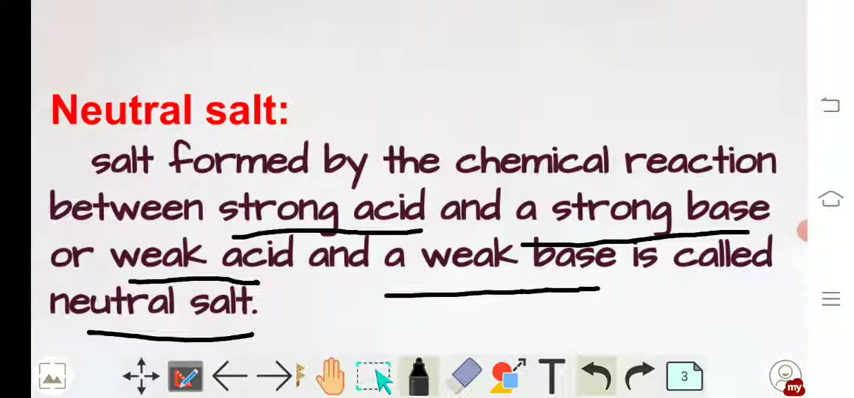 Neutral salt:
salt formed by the chemical reaction
between strong acid and a strong base
or weak acid and a weak base is called
neutral salt.
T
3
my